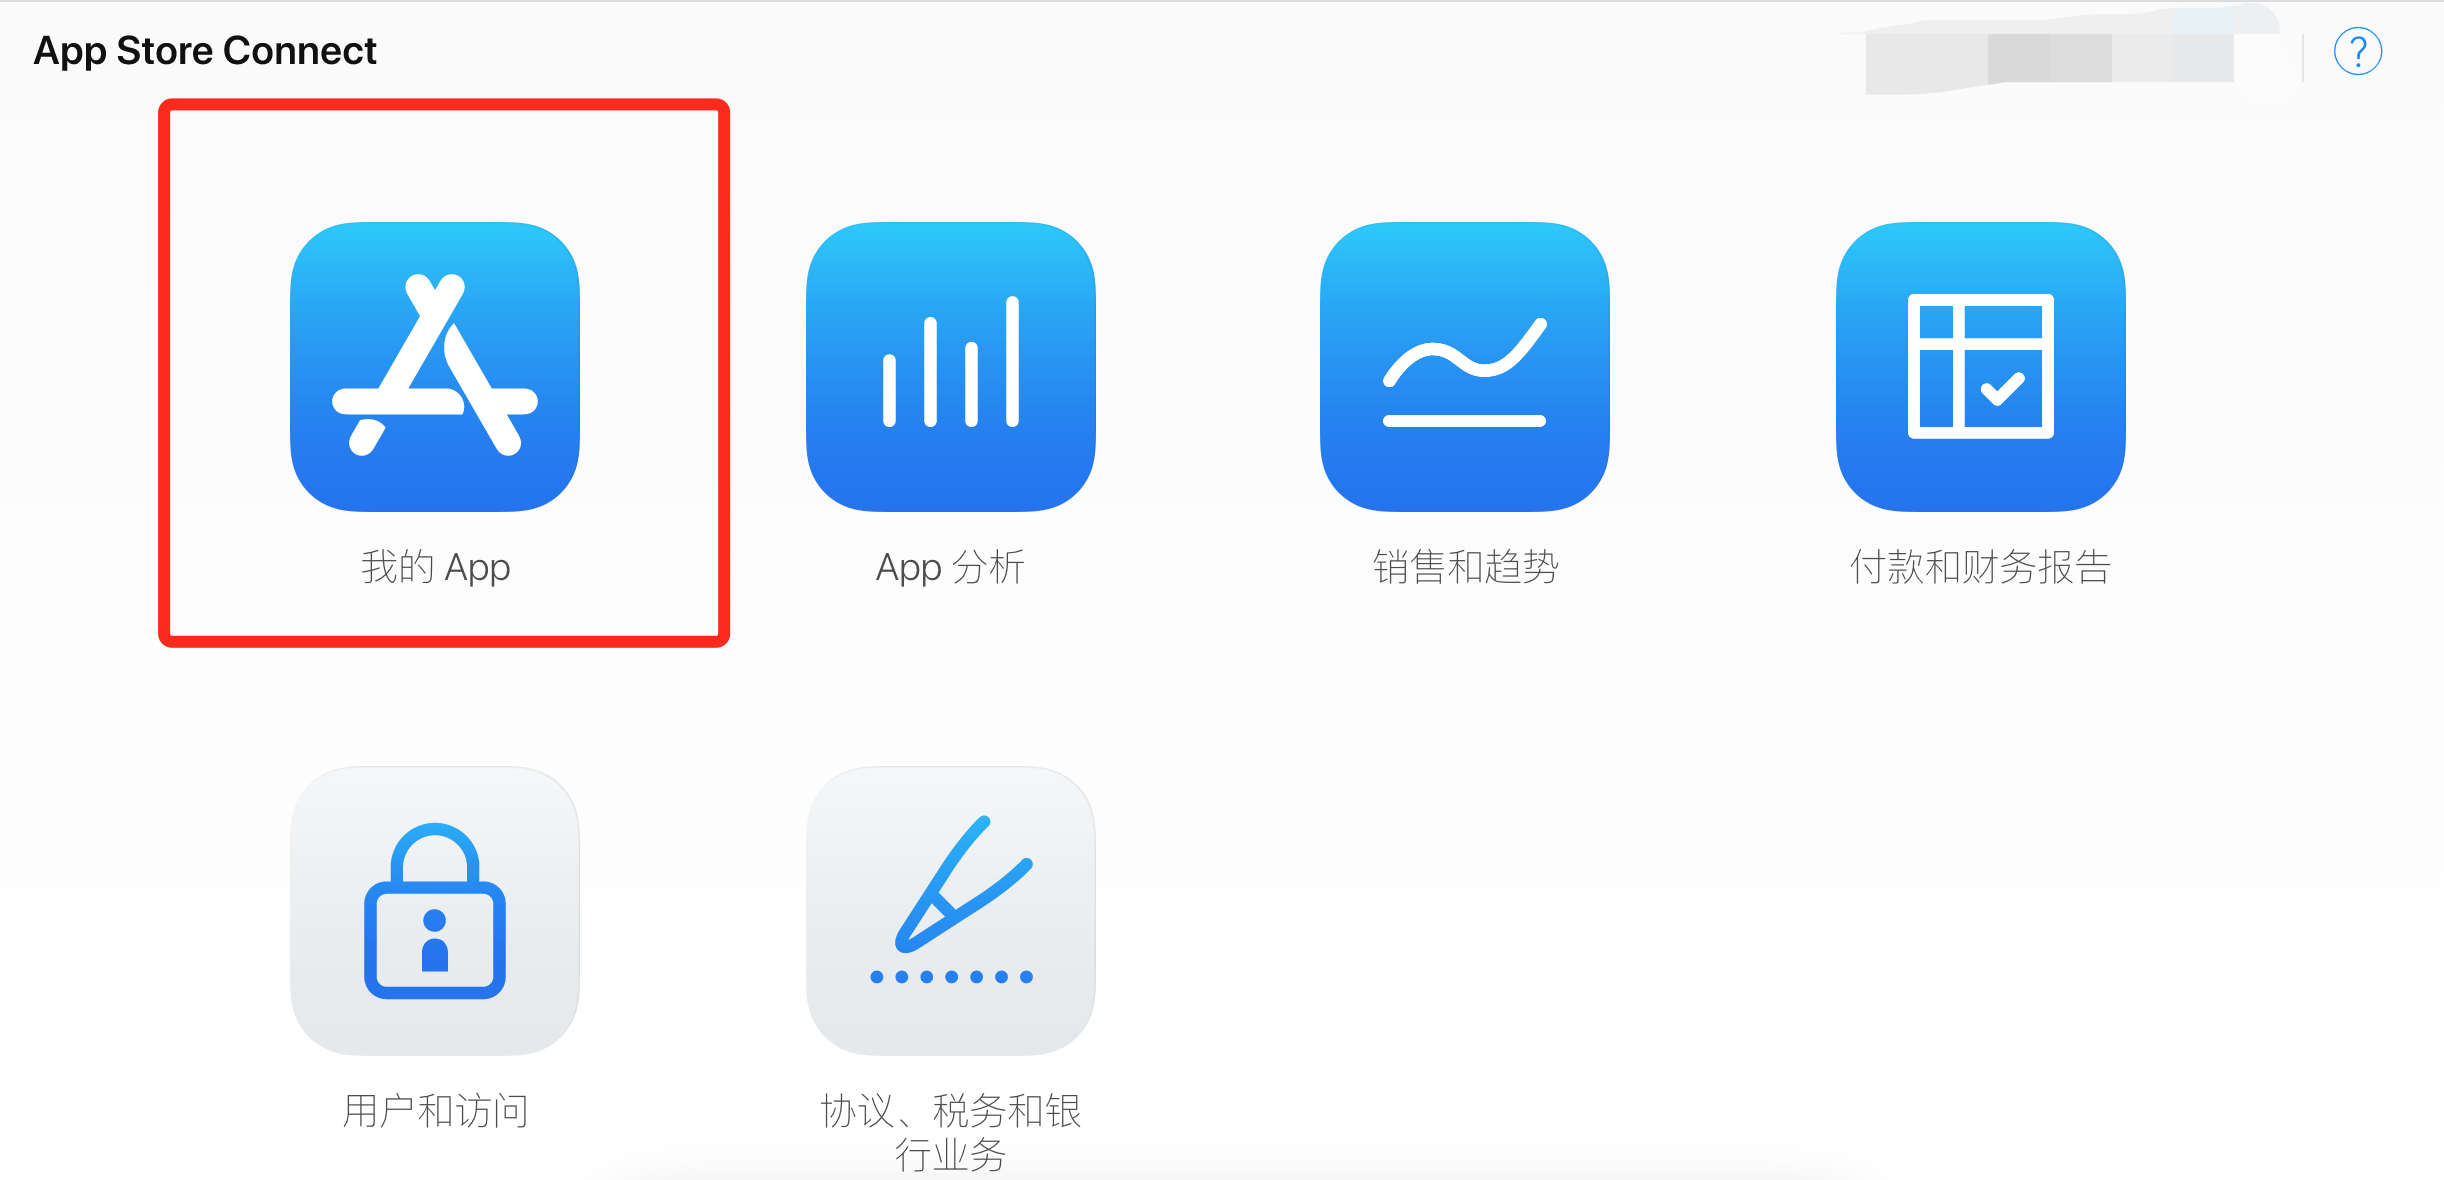 App Store Connect
?
我的 App
App 分析
销售和趋势
付款和财务报告
用户和访问
协议、税务和银
行业务